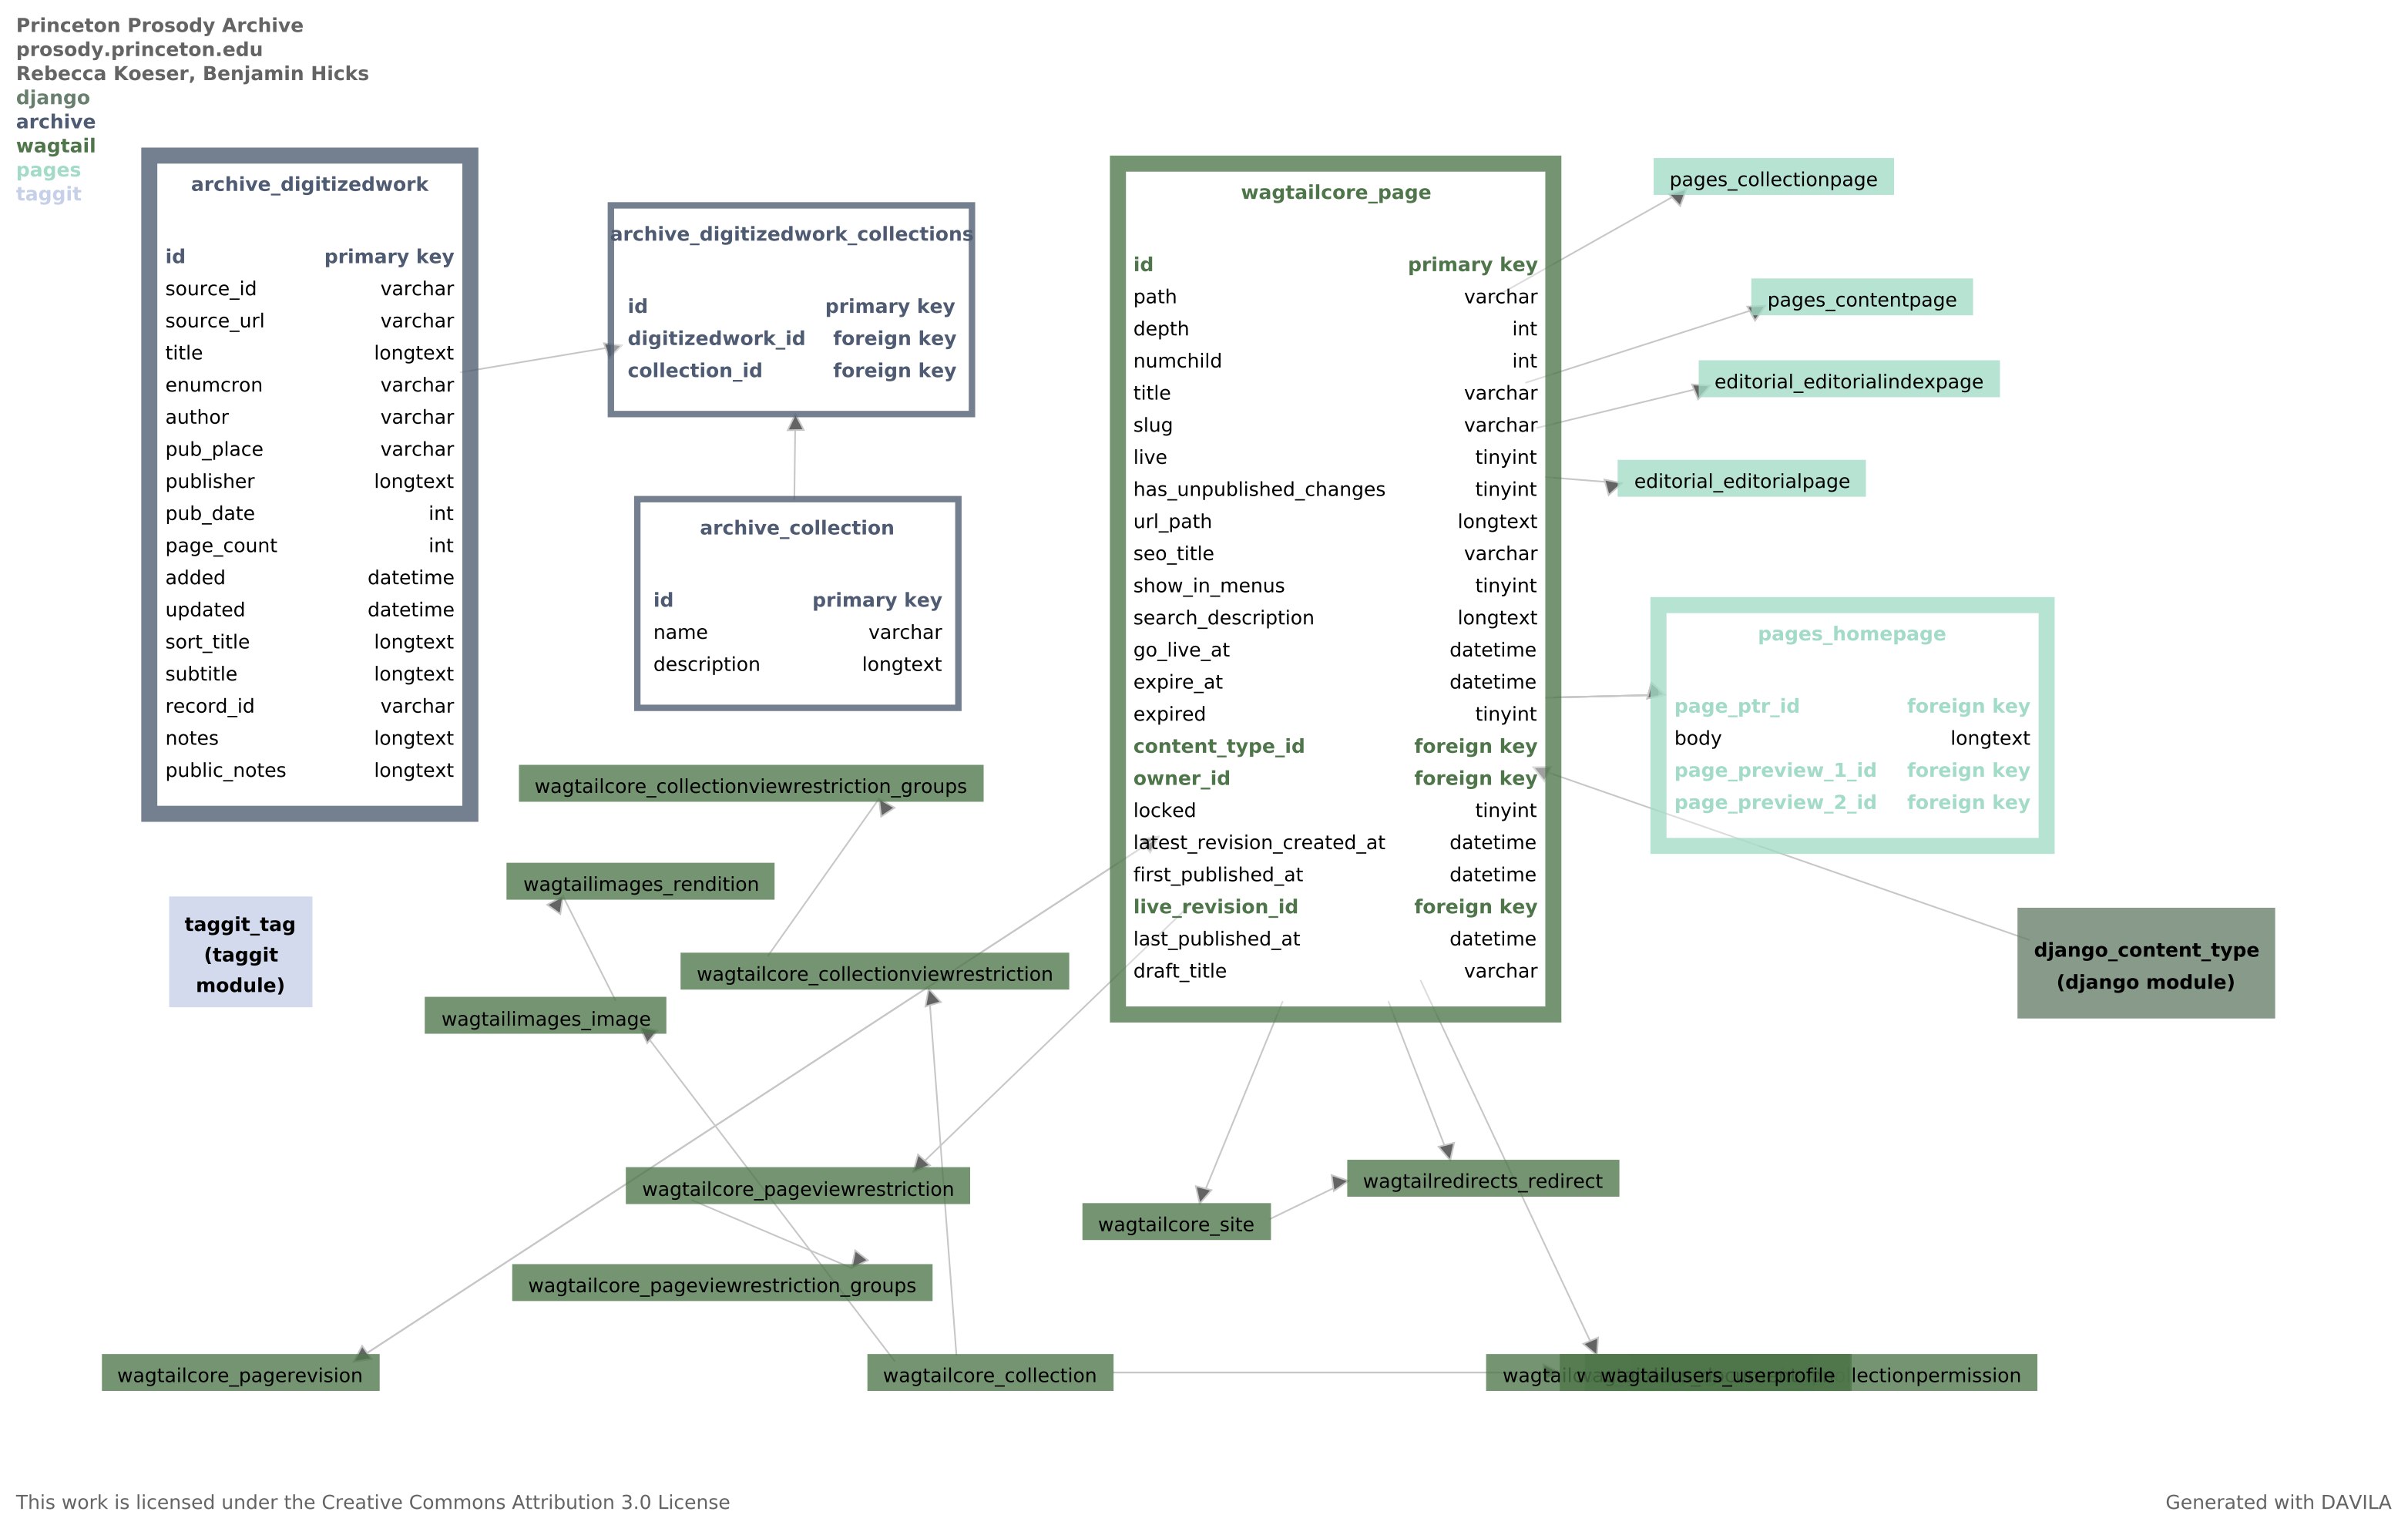 Princeton Prosody Archive
prosody.princeton.edu
Rebecca Koeser, Benjamin Hicks
django
archive
wagtail
pages
taggit
archive_digitizedwork
id primary key
source_id varchar
source_url varchar
title longtext
enumcron varchar
author varchar
pub_place varchar
publisher longtext
pub_date int
page_count int
added datetime
updated datetime
sort_title longtext
subtitle longtext
record_id varchar
notes longtext
public_notes longtext
archive_digitizedwork_collections
id primary key
digitizedwork_id foreign key
collection_id foreign key
archive_collection
id primary key
name varchar
description longtext
wagtailcore_page
id primary key
path varchar
depth int
numchild int
title varchar
slug varchar
live tinyint
has_unpublished_changes tinyint
url_path longtext
seo_title varchar
show_in_menus tinyint
search_description longtext
go_live_at datetime
expire_at datetime
expired tinyint
content_type_id foreign key
owner_id foreign key
locked tinyint
latest_revision_created_at datetime
first_published_at datetime
live_revision_id foreign key
last_published_at datetime
draft_title varchar
pages_collectionpage
pages_contentpage
editorial_editorialindexpage
editorial_editorialpage
pages_homepage
page_ptr_id foreign key
body longtext
page_preview_1_id foreign key
page_preview_2_id foreign key
django_content_type
(django module)
wagtailcore_collectionviewrestriction_groups
wagtailimages_rendition
taggit_tag
(taggit
module)
wagtailcore_collectionviewrestriction
wagtailimages_image
wagtailcore_pageviewrestriction
wagtailredirects_redirect
wagtailcore_site
wagtailcore_pageviewrestriction_groups
wagtailcore_pagerevision
wagtailcore_collection
wagtailusers_userprofile
lectionpermission
This work is licensed under the Creative Commons Attribution 3.0 License
Generated with DAVILA